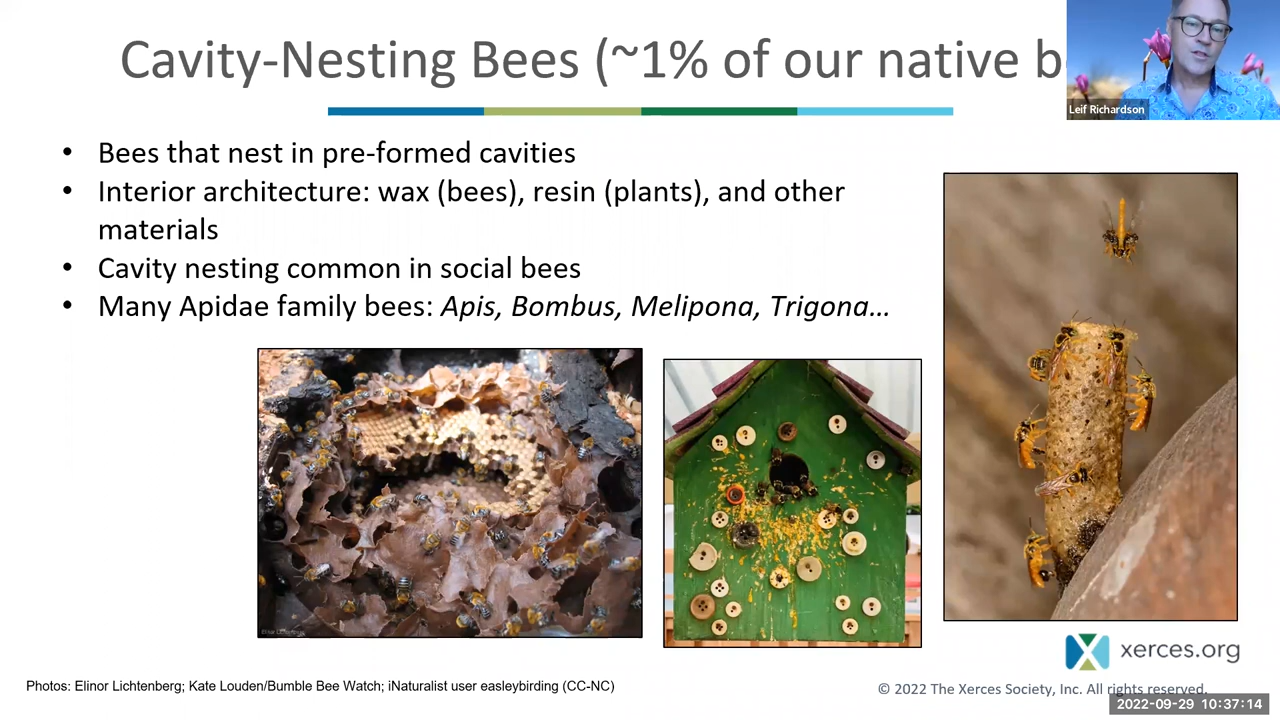 Cavity-Nesting Bees (~1% of our native b
Leif Richardson
• Bees that nest in pre-formed cavities
• Interior architecture: wax (bees), resin (plants), and other
materials
• Cavity nesting common in social bees
• Many Apidae family bees: Apis, Bombus, Melipona, Trigona…
xerces.org
Photos: Elinor Lichtenberg; Kate Louden/Bumble Bee Watch; iNaturalist user easleybirding (CC-NC)
© 2022 The Xerces Society, Inc. All rights reserved.
2022-09-29 10:37:14